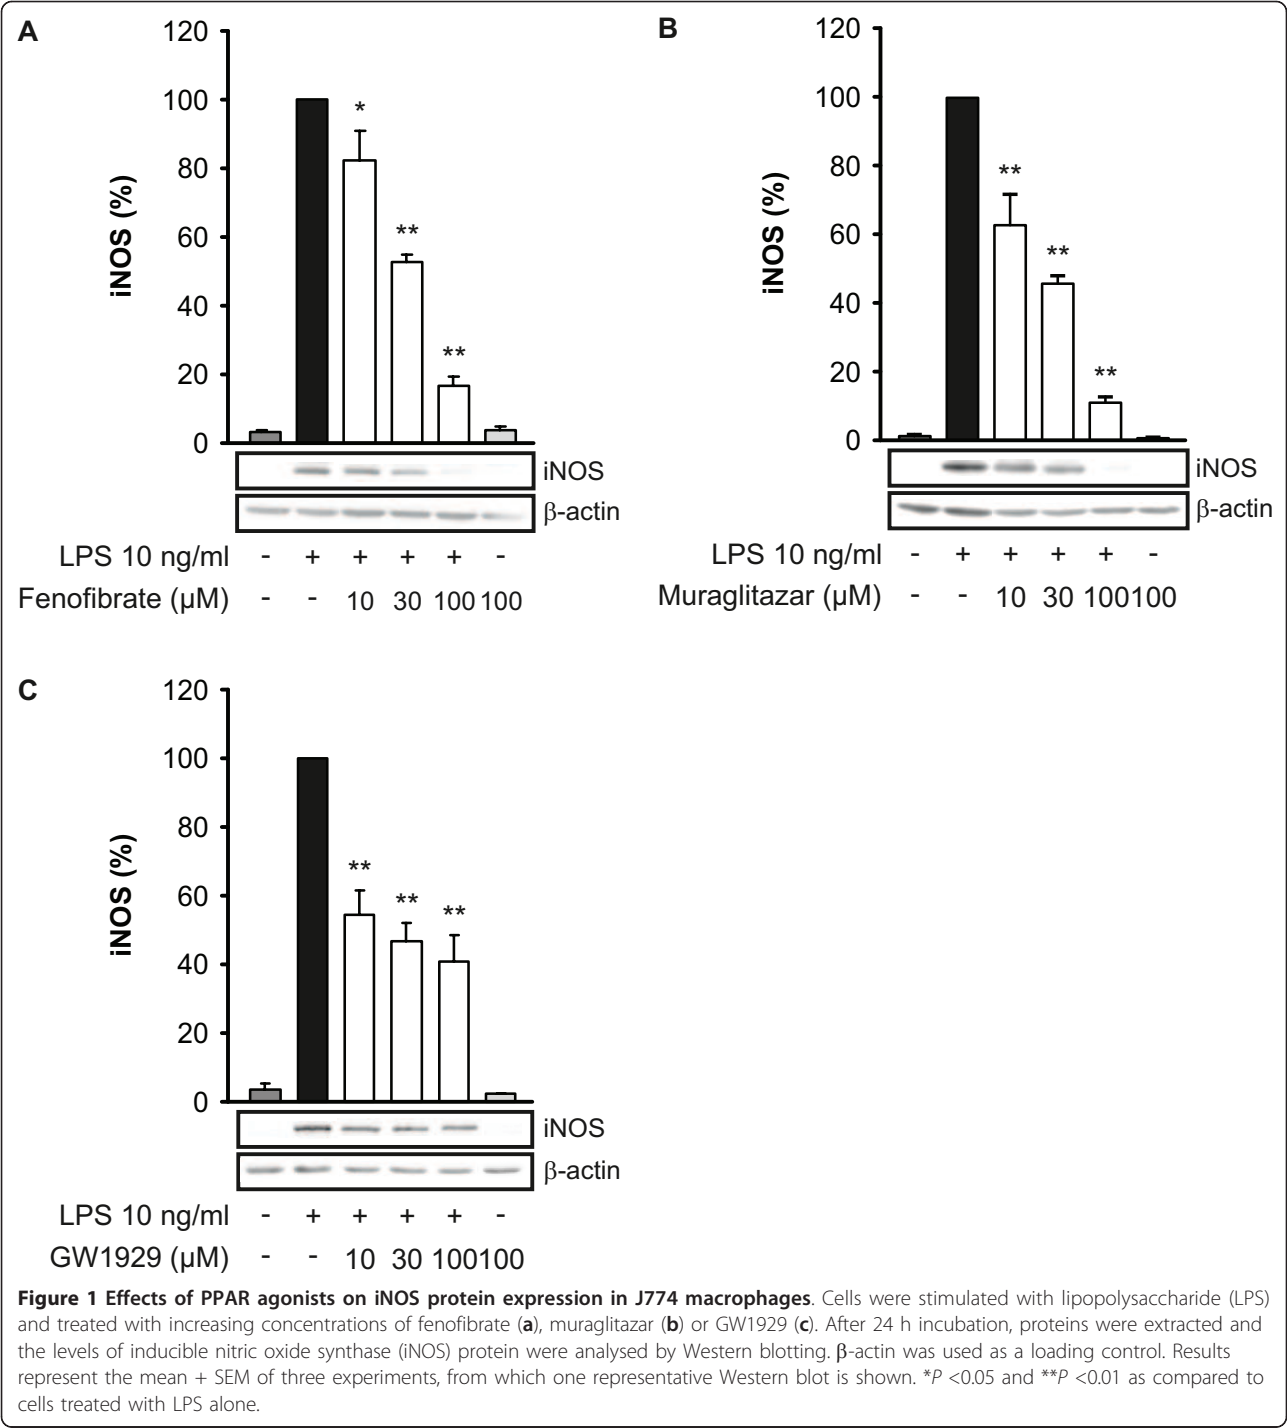 A
120
100
80
60
40
20
0
iNOS (%)
*
**
**
iNOS
β-actin
LPS 10 ng/ml - + + + + -
Fenofibrate (µM) - - 10 30 100 100
B
120
100
80
60
40
20
0
iNOS (%)
**
**
**
iNOS
β-actin
LPS 10 ng/ml - + + + + -
Muraglitazar (µM) - - 10 30 100 100
C
120
100
80
60
40
20
0
iNOS (%)
**
**
**
iNOS
β-actin
LPS 10 ng/ml - + + + + -
GW1929 (µM) - - 10 30 100 100
Figure 1 Effects of PPAR agonists on iNOS protein expression in J774 macrophages. Cells were stimulated with lipopolysaccharide (LPS)
and treated with increasing concentrations of fenofibrate (a), muraglitazar (b) or GW1929 (c). After 24 h incubation, proteins were extracted and
the levels of inducible nitric oxide synthase (iNOS) protein were analysed by Western blotting. β-actin was used as a loading control. Results
represent the mean + SEM of three experiments, from which one representative Western blot is shown. *P <0.05 and **P <0.01 as compared to
cells treated with LPS alone.